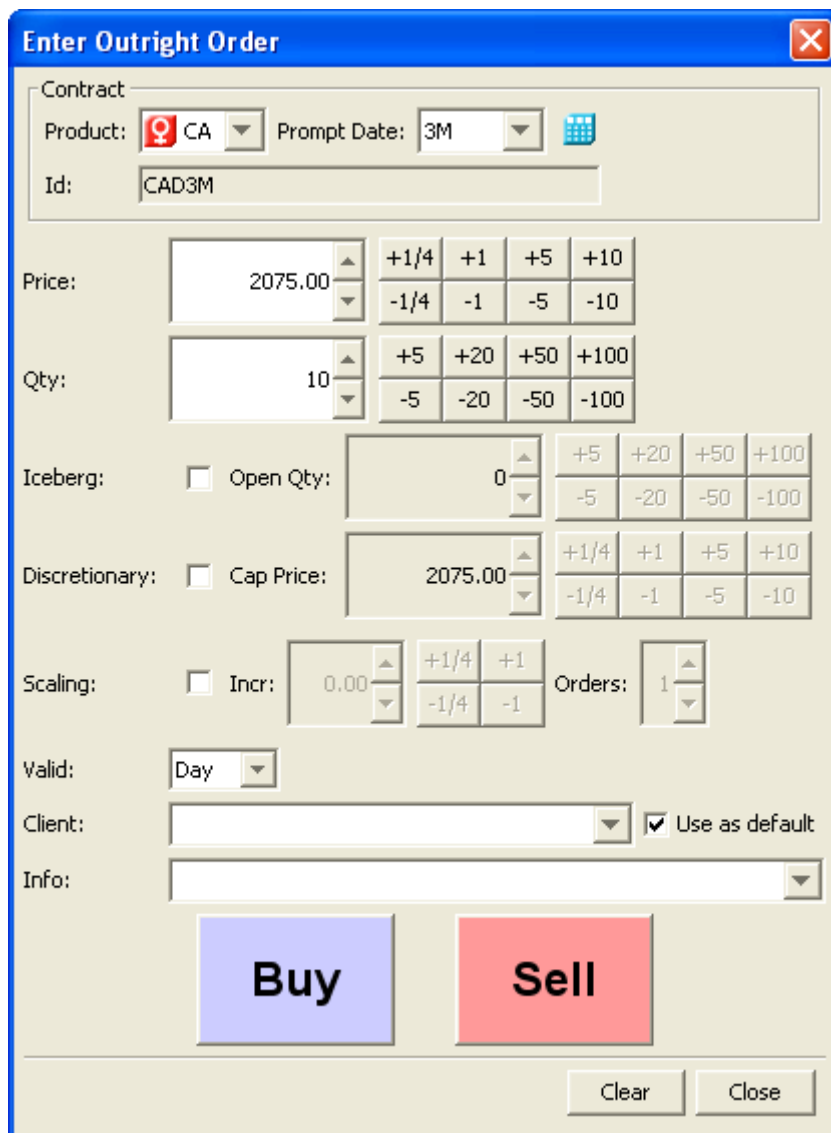 Enter Outright Order
Contract
Product: CA Prompt Date: 3M
Id: CAD3M
+1/4 +1 +5 +10
Price: 2075.00
-1/4 -1 -5 -10
+5 +20 +50 +100
Qty: 10
-5 -20 -50 -100
+5 +20 +50 +100
Iceberg: Open Qty: 0
-5 -20 -50 -100
+1/4 +1 +5 +10
Discretionary: Cap Price: 2075.00
-1/4 -1 -5 -10
+1/4 +1
Scaling: Incr: 0.00 Orders: 1
-1/4 -1
Valid: Day
Client: Use as default
Info:
Buy Sell
Clear Close